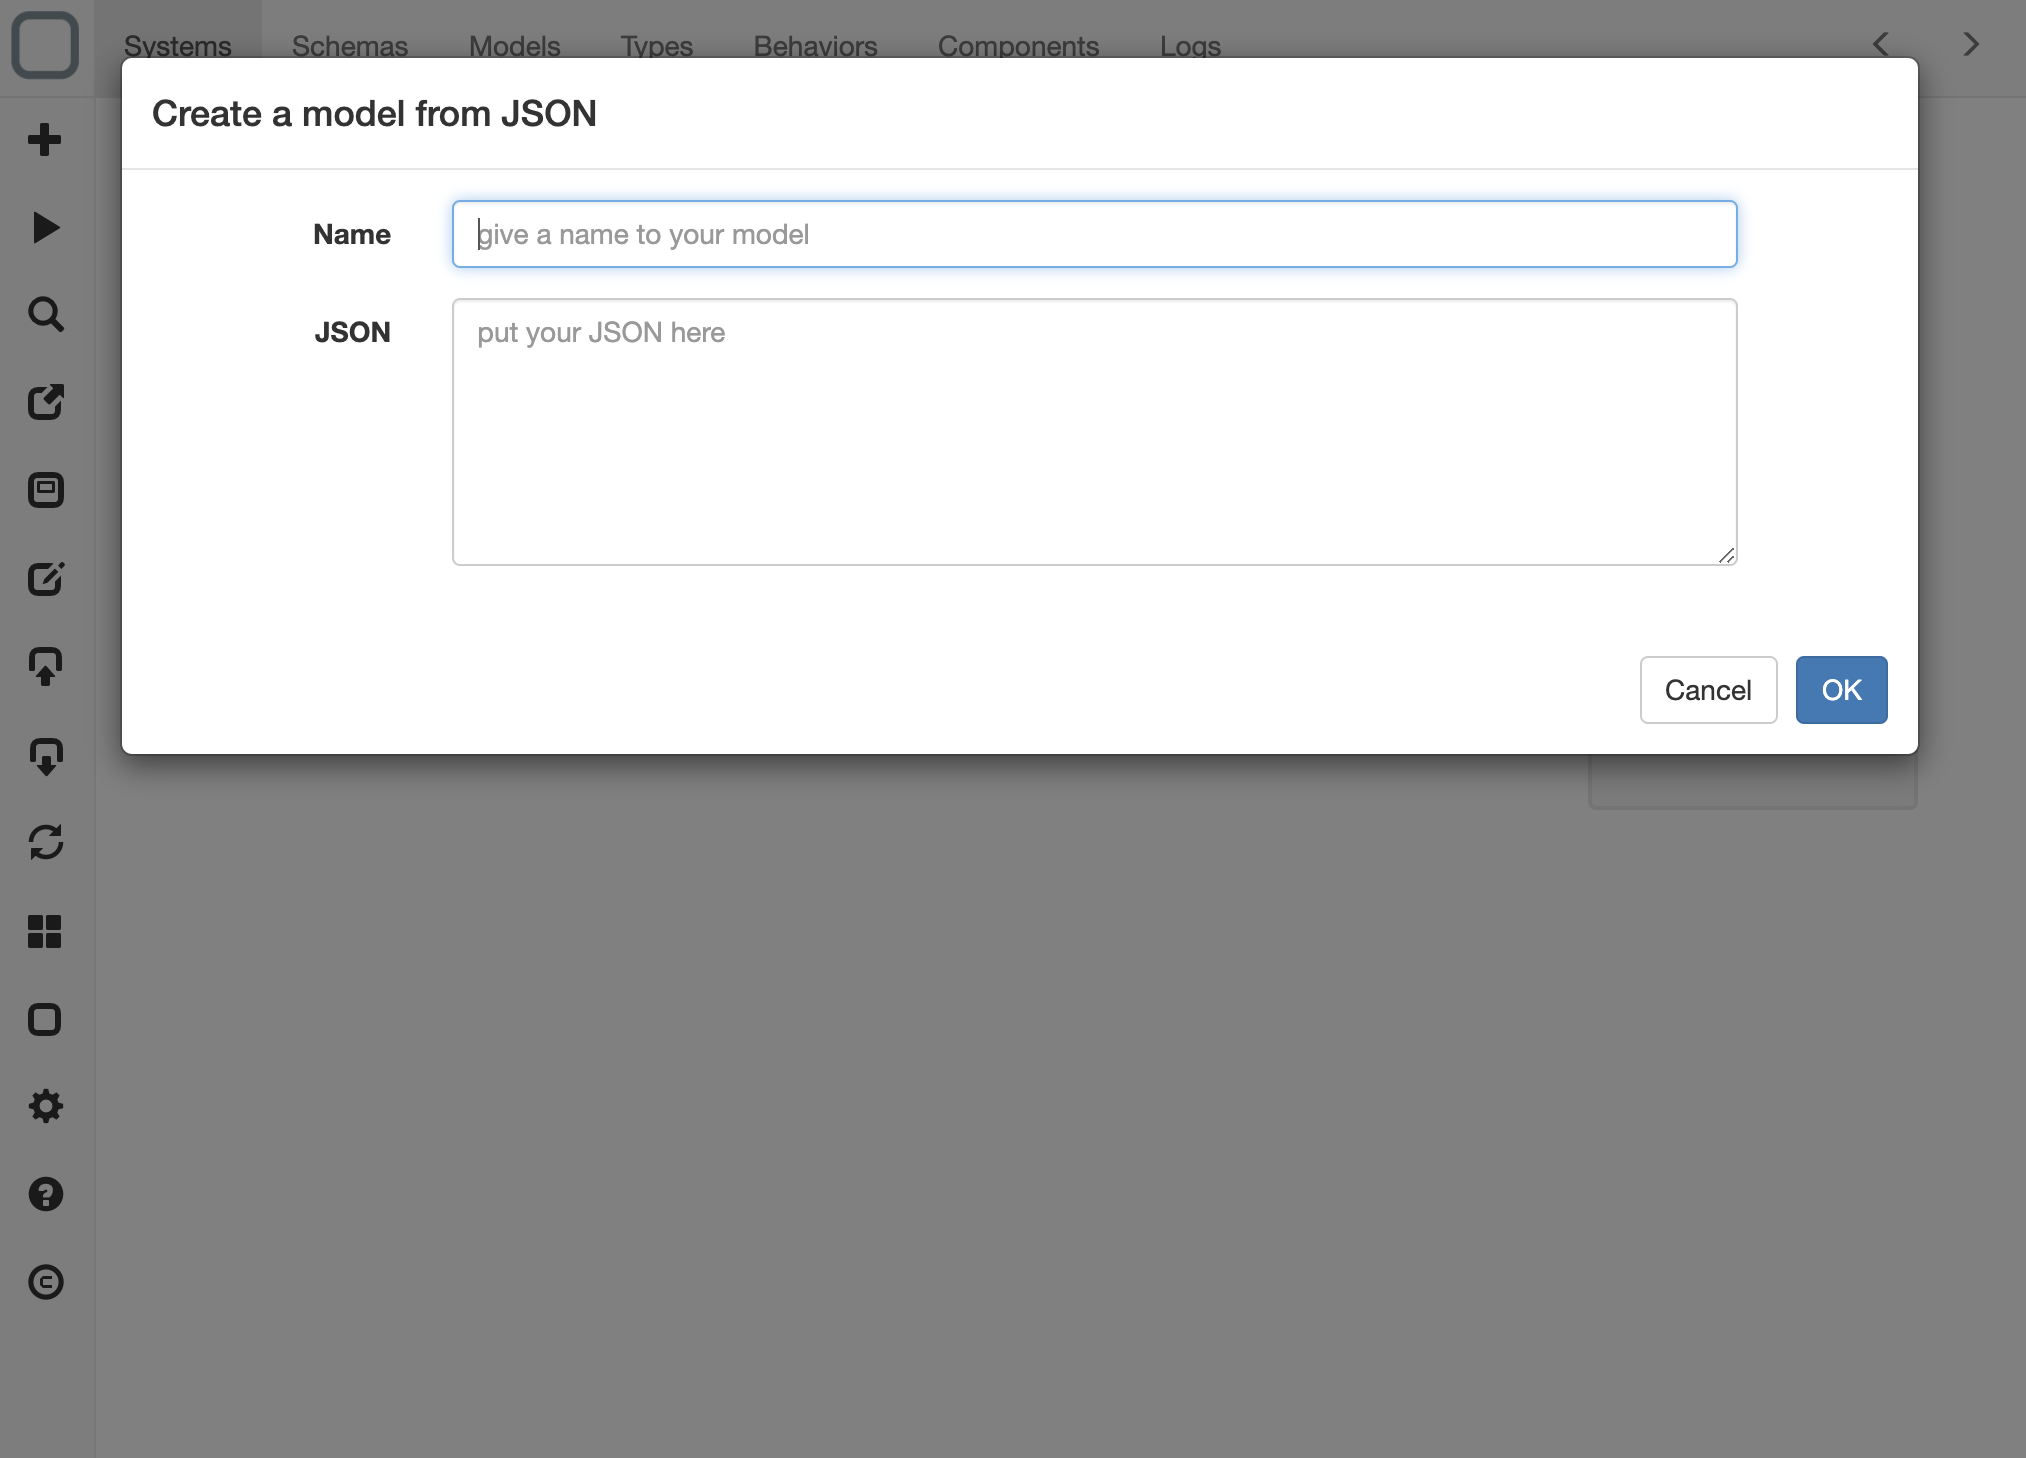 Systems Schemas Models Types Behaviors Components Logs
Create a model from JSON
Name give a name to your model
JSON put your JSON here
Cancel OK